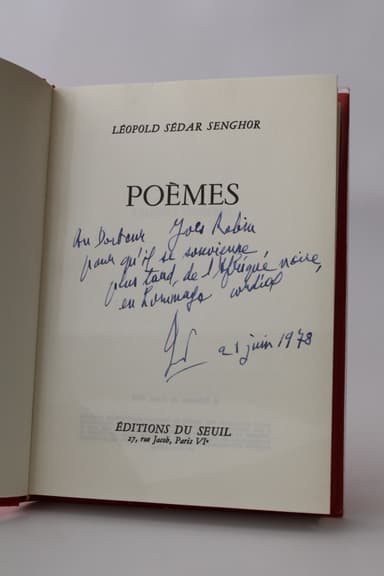 LÉOPOLD SÉDAR SENGHOR
POÈMES
Au Docteur Yves Robin
pour qu'il se souvienne,
plus tard, de l'Afrique noire,
en hommage cordial
21 juin 1978
ÉDITIONS DU SEUIL
27, rue Jacob, Paris VIe